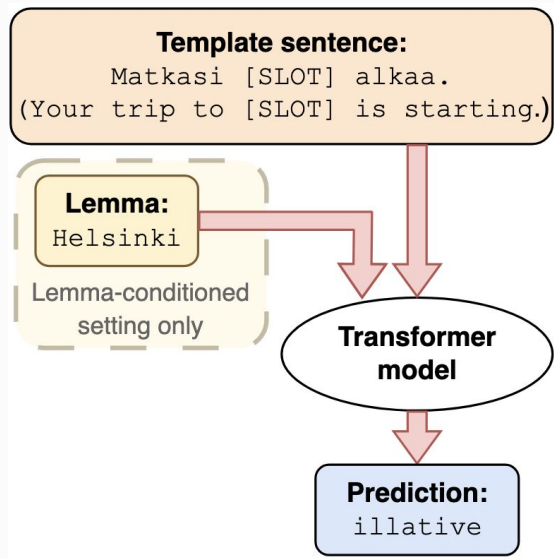 Template sentence:
Matkasi [SLOT] alkaa.
(Your trip to [SLOT] is starting.)
Lemma:
Helsinki
Lemma-conditioned
setting only
Transformer
model
Prediction:
illative